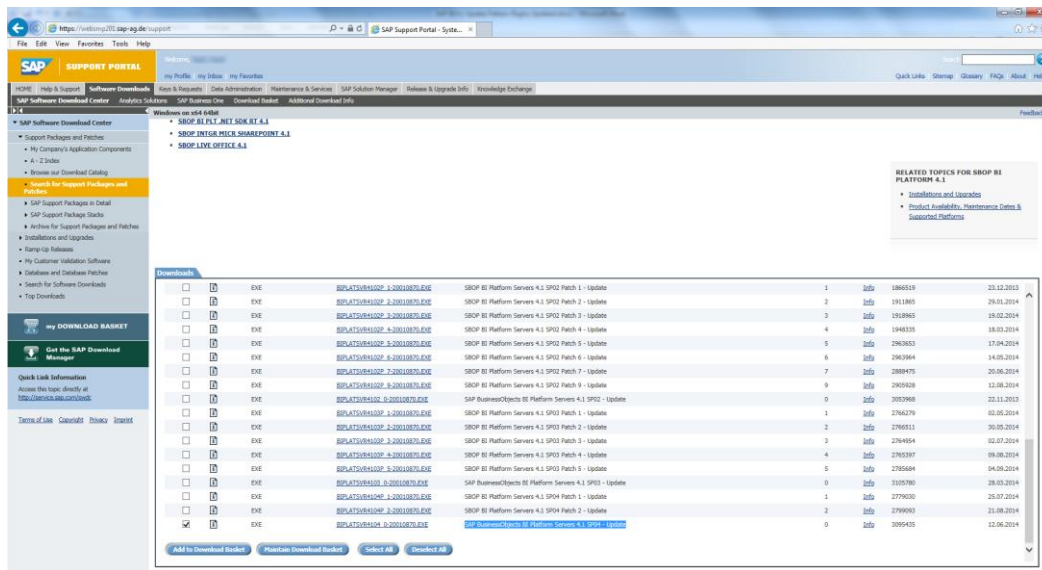 https://websmp201.sap-ag.de/support
SAP Support Portal - Syste...
File Edit View Favorites Tools Help
SAP SUPPORT PORTAL
Welcome,
my Profile my Inbox my Favorites
Search
Quick Links Sitemap Glossary FAQs About Help
HOME Help & Support Software Downloads Keys & Requests Data Administration Maintenance & Services SAP Solution Manager Release & Upgrade Info Knowledge Exchange
SAP Software Download Center Analytics Solutions SAP Business One Download Basket Additional Download Info
Windows on x64 64bit
Feedback
SAP Software Download Center
Support Packages and Patches
My Company's Application Components
A - Z Index
Browse our Download Catalog
Search for Support Packages and Patches
SAP Support Packages in Detail
SAP Support Package Stacks
Archive for Support Packages and Patches
Installations and Upgrades
Ramp-Up Releases
My Customer Validation Software
Database and Database Patches
Search for Software Downloads
Top Downloads
my DOWNLOAD BASKET
Get the SAP Download Manager
Quick Link Information
Access this topic directly at
http://service.sap.com/swdc
Terms of Use Copyright Privacy Imprint
SBOP BI PLT .NET SDK RT 4.1
SBOP INTGR MICR SHAREPOINT 4.1
SBOP LIVE OFFICE 4.1
RELATED TOPICS FOR SBOP BI
PLATFORM 4.1
Installations and Upgrades
Product Availability, Maintenance Dates &
Supported Platforms
Downloads
EXE BIPLATSVR4102P_1-20010870.EXE SBOP BI Platform Servers 4.1 SP02 Patch 1 - Update 1 Info 1866519 23.12.2013
EXE BIPLATSVR4102P_2-20010870.EXE SBOP BI Platform Servers 4.1 SP02 Patch 2 - Update 2 Info 1911865 29.01.2014
EXE BIPLATSVR4102P_3-20010870.EXE SBOP BI Platform Servers 4.1 SP02 Patch 3 - Update 3 Info 1918965 19.02.2014
EXE BIPLATSVR4102P_4-20010870.EXE SBOP BI Platform Servers 4.1 SP02 Patch 4 - Update 4 Info 1948335 18.03.2014
EXE BIPLATSVR4102P_5-20010870.EXE SBOP BI Platform Servers 4.1 SP02 Patch 5 - Update 5 Info 2963653 17.04.2014
EXE BIPLATSVR4102P_6-20010870.EXE SBOP BI Platform Servers 4.1 SP02 Patch 6 - Update 6 Info 2963964 14.05.2014
EXE BIPLATSVR4102P_7-20010870.EXE SBOP BI Platform Servers 4.1 SP02 Patch 7 - Update 7 Info 2888475 20.06.2014
EXE BIPLATSVR4102P_9-20010870.EXE SBOP BI Platform Servers 4.1 SP02 Patch 9 - Update 9 Info 2905928 12.08.2014
EXE BIPLATSVR4102_0-20010870.EXE SAP BusinessObjects BI Platform Servers 4.1 SP02 - Update 0 Info 3053968 22.11.2013
EXE BIPLATSVR4103P_1-20010870.EXE SBOP BI Platform Servers 4.1 SP03 Patch 1 - Update 1 Info 2766279 02.05.2014
EXE BIPLATSVR4103P_2-20010870.EXE SBOP BI Platform Servers 4.1 SP03 Patch 2 - Update 2 Info 2766511 30.05.2014
EXE BIPLATSVR4103P_3-20010870.EXE SBOP BI Platform Servers 4.1 SP03 Patch 3 - Update 3 Info 2764954 02.07.2014
EXE BIPLATSVR4103P_4-20010870.EXE SBOP BI Platform Servers 4.1 SP03 Patch 4 - Update 4 Info 2765397 09.08.2014
EXE BIPLATSVR4103P_5-20010870.EXE SBOP BI Platform Servers 4.1 SP03 Patch 5 - Update 5 Info 2785684 04.09.2014
EXE BIPLATSVR4103_0-20010870.EXE SAP BusinessObjects BI Platform Servers 4.1 SP03 - Update 0 Info 3105780 28.03.2014
EXE BIPLATSVR4104P_1-20010870.EXE SBOP BI Platform Servers 4.1 SP04 Patch 1 - Update 1 Info 2779030 25.07.2014
EXE BIPLATSVR4104P_2-20010870.EXE SBOP BI Platform Servers 4.1 SP04 Patch 2 - Update 2 Info 2799093 21.08.2014
EXE BIPLATSVR4104_0-20010870.EXE SAP BusinessObjects BI Platform Servers 4.1 SP04 - Update 0 Info 3095435 12.06.2014
Add to Download Basket Maintain Download Basket Select All Deselect All